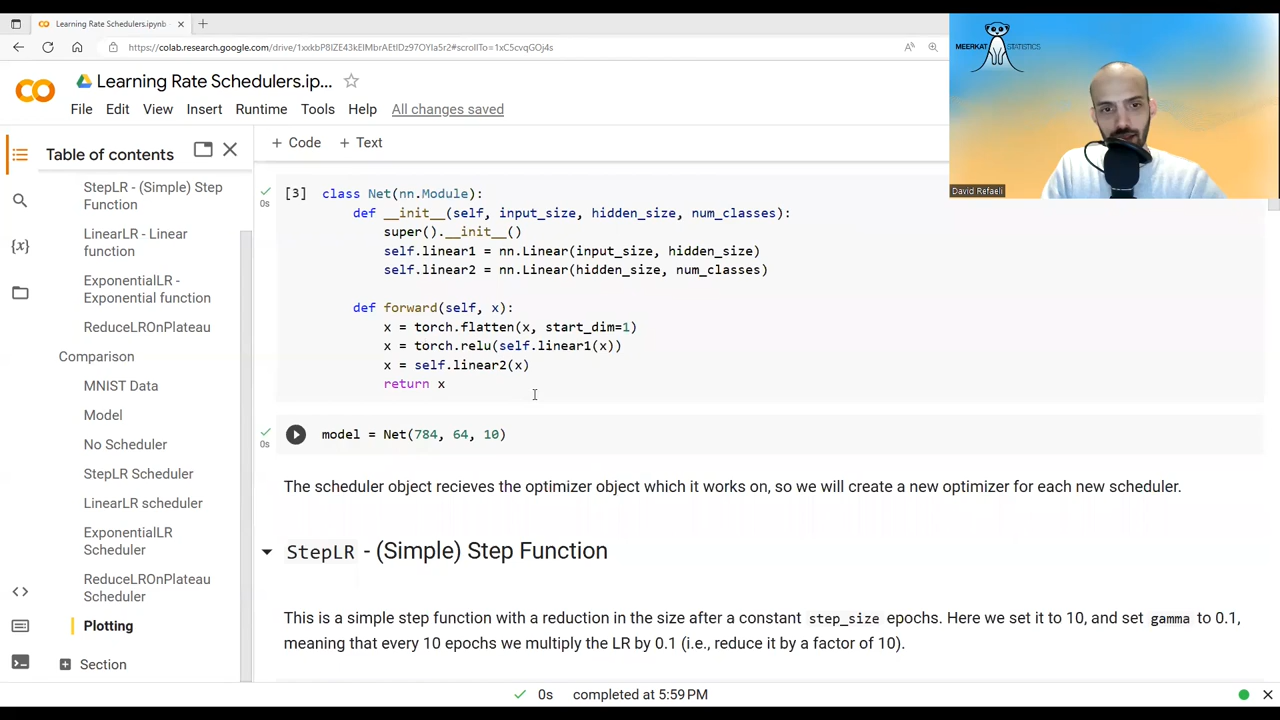 Learning Rate Schedulers.ipynb
https://colab.research.google.com/drive/1xxkbP8IZE43kEIMbrAEtIDz97OYIa5r2#scrollTo=1xC5cvqGOj4s
MEERKAT STATISTICS
David Refaeli
Learning Rate Schedulers.ip...
File Edit View Insert Runtime Tools Help All changes saved
Table of contents
StepLR - (Simple) Step
Function
LinearLR - Linear
function
ExponentialLR -
Exponential function
ReduceLROnPlateau
Comparison
MNIST Data
Model
No Scheduler
StepLR Scheduler
LinearLR scheduler
ExponentialLR
Scheduler
ReduceLROnPlateau
Scheduler
Plotting
Section
+ Code + Text
[3] class Net(nn.Module):
0s
def __init__(self, input_size, hidden_size, num_classes):
super().__init__()
self.linear1 = nn.Linear(input_size, hidden_size)
self.linear2 = nn.Linear(hidden_size, num_classes)
def forward(self, x):
x = torch.flatten(x, start_dim=1)
x = torch.relu(self.linear1(x))
x = self.linear2(x)
return x
model = Net(784, 64, 10)
0s
The scheduler object recieves the optimizer object which it works on, so we will create a new optimizer for each new scheduler.
StepLR - (Simple) Step Function
This is a simple step function with a reduction in the size after a constant step_size epochs. Here we set it to 10, and set gamma to 0.1,
meaning that every 10 epochs we multiply the LR by 0.1 (i.e., reduce it by a factor of 10).
0s completed at 5:59 PM